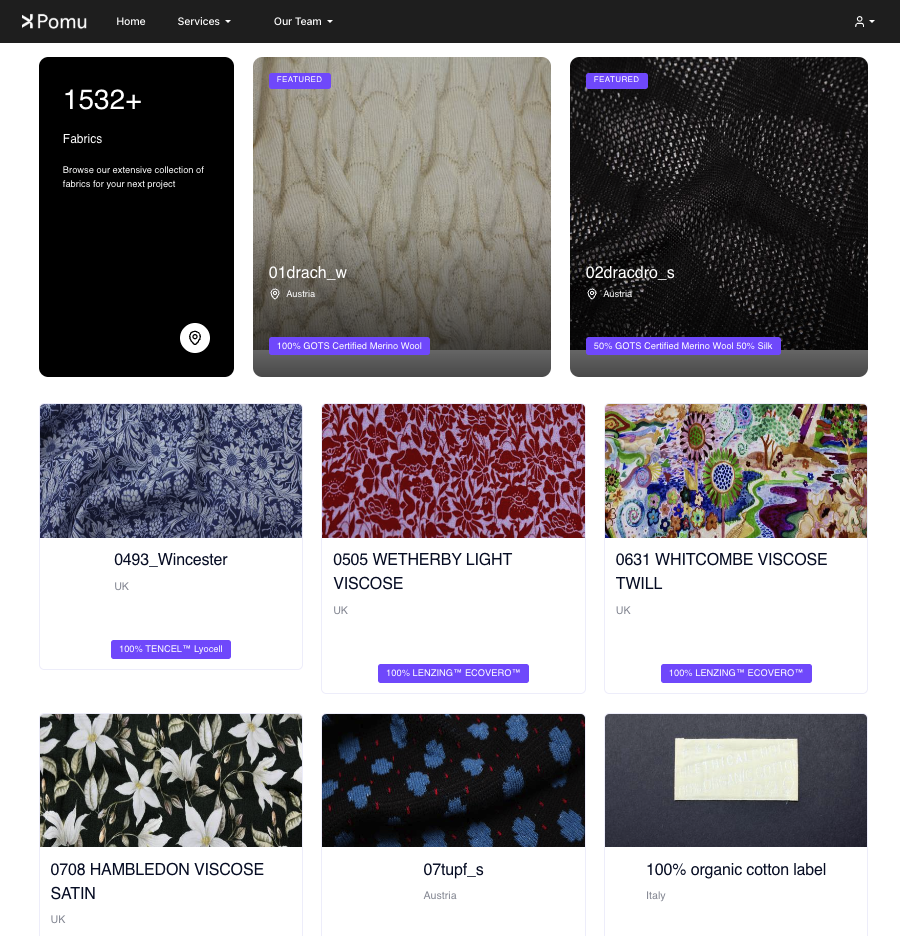 Pomu
Home
Services
Our Team
1532+
Fabrics
Browse our extensive collection of
fabrics for your next project
FEATURED
01drach_w
Austria
100% GOTS Certified Merino Wool
FEATURED
02dracdro_s
Austria
50% GOTS Certified Merino Wool 50% Silk
0493_Wincester
UK
100% TENCEL™ Lyocell
0505 WETHERBY LIGHT
VISCOSE
UK
100% LENZING™ ECOVERO™
0631 WHITCOMBE VISCOSE
TWILL
UK
100% LENZING™ ECOVERO™
0708 HAMBLEDON VISCOSE
SATIN
UK
07tupf_s
Austria
100% organic cotton label
Italy